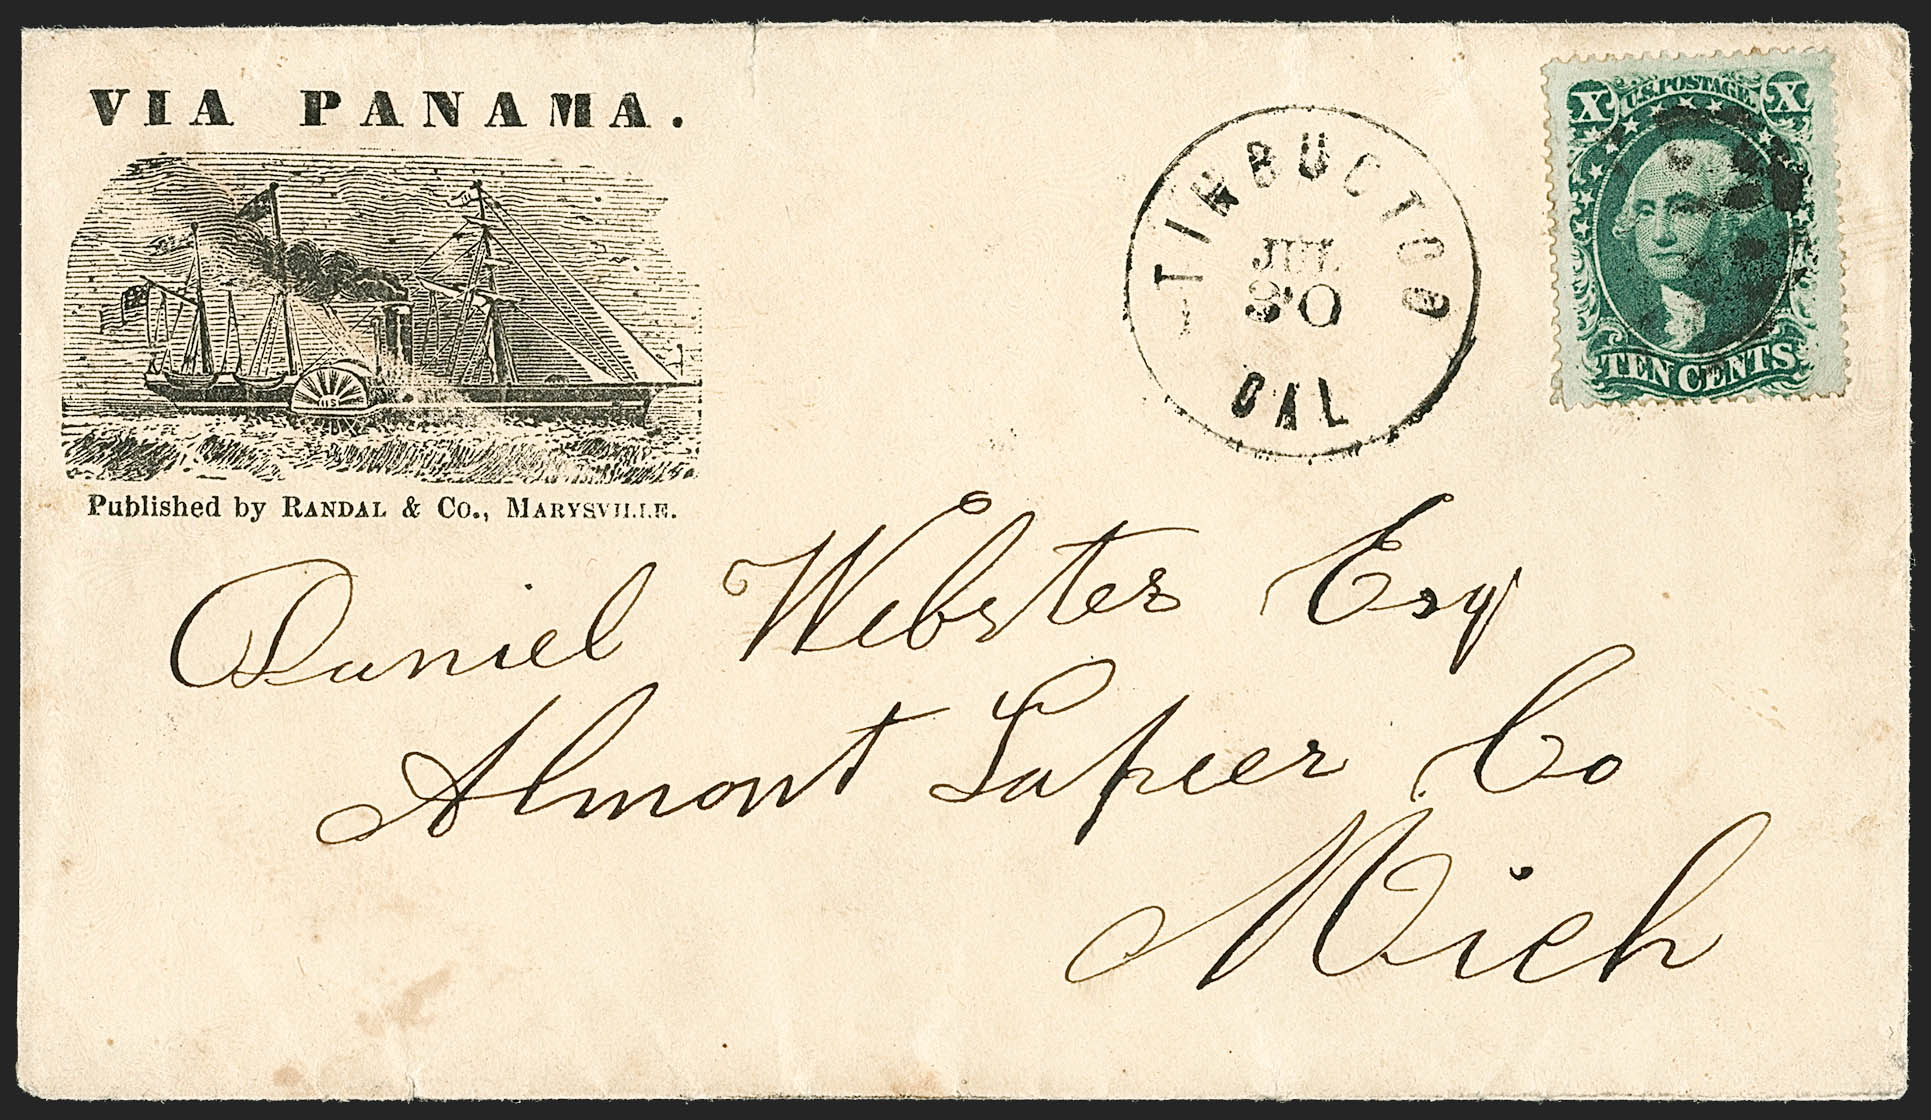 VIA PANAMA.
U.S. POSTAGE
X X
TEN CENTS
TIMBUCTOO
JUL
30
CAL
U S
Published by RANDAL & CO., MARYSVILLE.
Daniel Webster Esq
Almont Lapeer Co
Mich